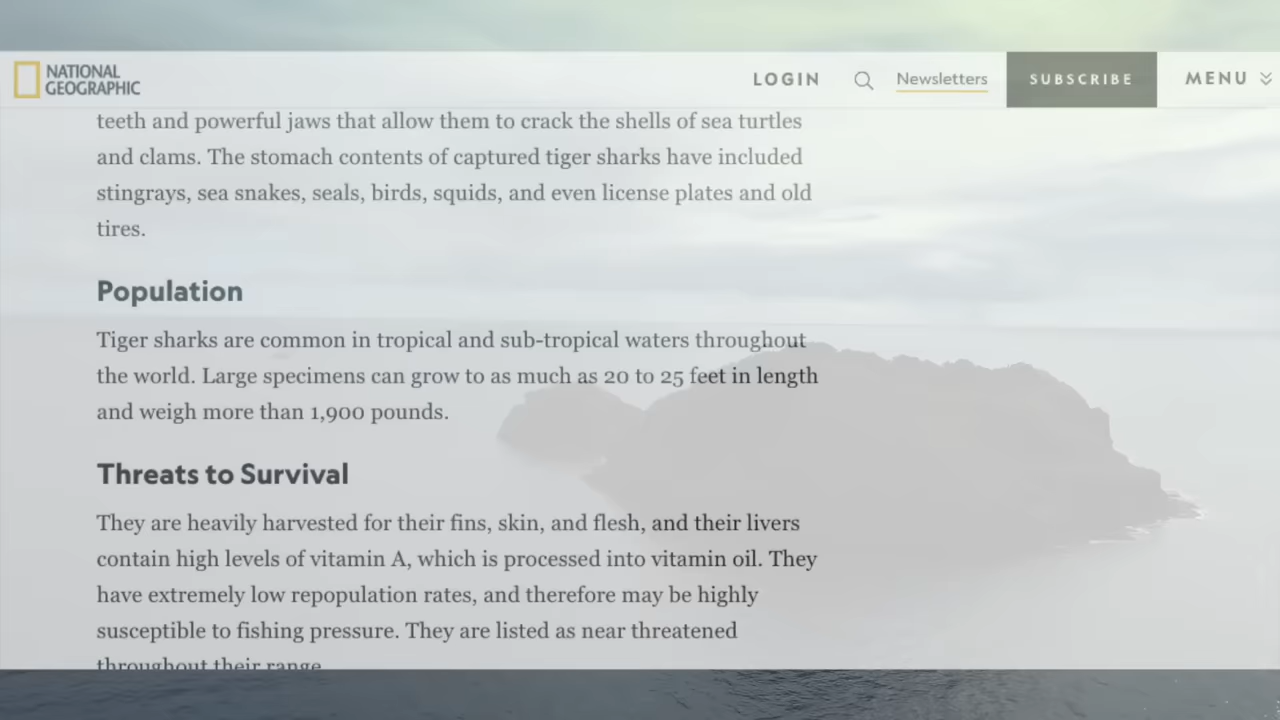 NATIONAL
GEOGRAPHIC
LOGIN
Newsletters
SUBSCRIBE
MENU
teeth and powerful jaws that allow them to crack the shells of sea turtles
and clams. The stomach contents of captured tiger sharks have included
stingrays, sea snakes, seals, birds, squids, and even license plates and old
tires.
Population
Tiger sharks are common in tropical and sub-tropical waters throughout
the world. Large specimens can grow to as much as 20 to 25 feet in length
and weigh more than 1,900 pounds.
Threats to Survival
They are heavily harvested for their fins, skin, and flesh, and their livers
contain high levels of vitamin A, which is processed into vitamin oil. They
have extremely low repopulation rates, and therefore may be highly
susceptible to fishing pressure. They are listed as near threatened
throughout their range